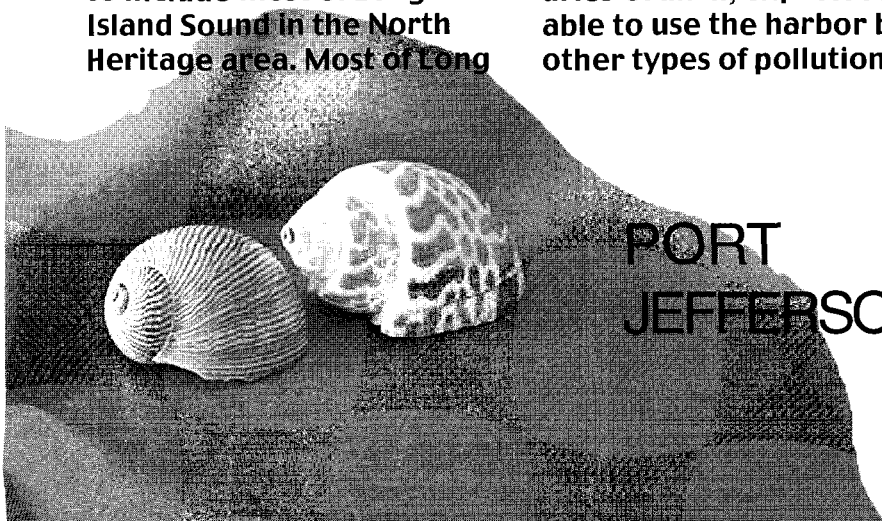 Island Sound in the North
Heritage area. Most of Long
able to use the harbor b
other types of pollution
PORT
JEFFERSO